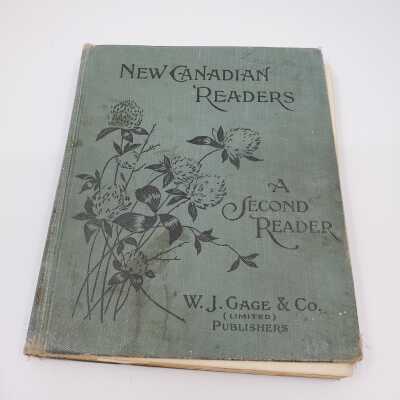 NEW CANADIAN
READERS
A
SECOND
READER
W. J. GAGE & CO.
(LIMITED)
PUBLISHERS